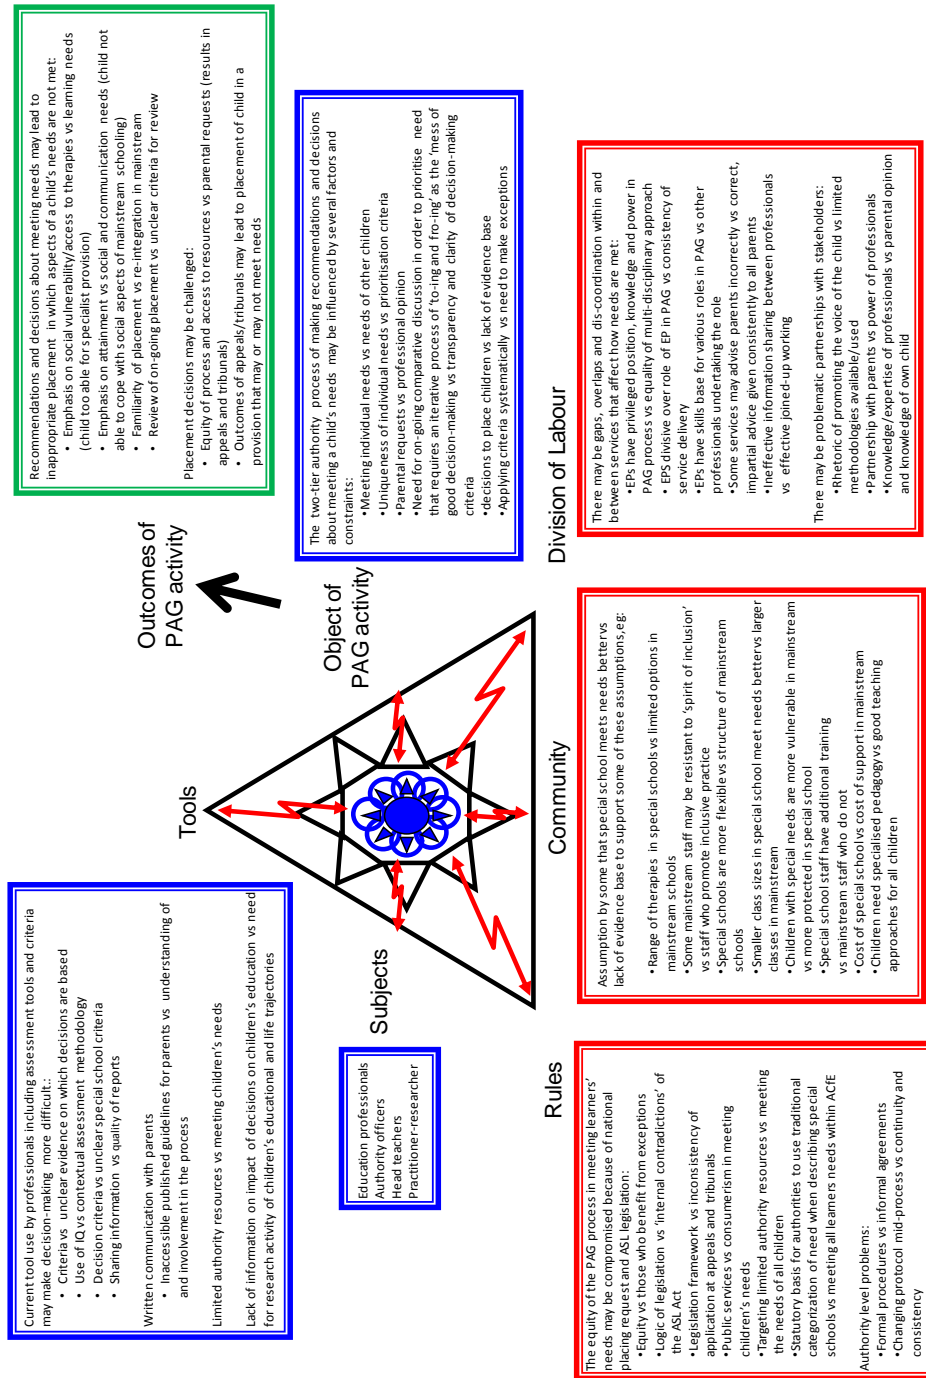 Current tool use by professionals including assessment tools and criteria
may make decision-making more difficult.:
• Criteria vs unclear evidence on which decisions are based
• Use of IQ vs contextual assessment methodology
• Decision criteria vs unclear special school criteria
• Sharing information vs quality of reports
Written communication with parents
• Inaccessible published guidelines for parents vs understanding of
and involvement in the process
Limited authority resources vs meeting children's needs
Lack of information on impact of decisions on children's education vs need
for research activity of children's educational and life trajectories
Tools
Outcomes of
PAG activity
Recommendations and decisions about meeting needs may lead to
inappropriate placement in which aspects of a child's needs are not met:
• Emphasis on social vulnerability/access to therapies vs learning needs
(child too able for specialist provision)
• Emphasis on attainment vs social and communication needs (child not
able to cope with social aspects of mainstream schooling)
• Familiarity of placement vs re-integration in mainstream
• Review of on-going placement vs unclear criteria for review
Placement decisions may be challenged:
• Equity of process and access to resources vs parental requests (results in
appeals and tribunals)
• Outcomes of appeals/tribunals may lead to placement of child in a
provision that may or may not meet needs
Education professionals
Authority officers
Head teachers
Practitioner-researcher
Subjects
Object of
PAG activity
The two-tier authority process of making recommendations and decisions
about meeting a child's needs may be influenced by several factors and
constraints:
•Meeting individual needs vs needs of other children
•Uniqueness of individual needs vs prioritisation criteria
•Parental requests vs professional opinion
•Need for on-going comparative discussion in order to prioritise need
that requires an iterative process of 'to-ing and fro-ing' as the 'mess of
good decision-making vs transparency and clarity of decision-making
criteria
•decisions to place children vs lack of evidence base
•Applying criteria systematically vs need to make exceptions
Rules
Community
Division of Labour
The equity of the PAG process in meeting learners'
needs may be compromised because of national
placing request and ASL legislation:
•Equity vs those who benefit from exceptions
•Logic of legislation vs 'internal contradictions' of
the ASL Act
•Legislation framework vs inconsistency of
application at appeals and tribunals
•Public services vs consumerism in meeting
children's needs
•Targeting limited authority resources vs meeting
the needs of all children
•Statutory basis for authorities to use traditional
categorization of need when describing special
schools vs meeting all learners needs within ACfE
Authority level problems:
•Formal procedures vs informal agreements
•Changing protocol mid-process vs continuity and
consistency
Assumption by some that special school meets needs better vs
lack of evidence base to support some of these assumptions, eg:
•Range of therapies in special schools vs limited options in
mainstream schools
•Some mainstream staff may be resistant to 'spirit of inclusion'
vs staff who promote inclusive practice
•Special schools are more flexible vs structure of mainstream
schools
•Smaller class sizes in special school meet needs better vs larger
classes in mainstream
•Children with special needs are more vulnerable in mainstream
vs more protected in special school
•Special school staff have additional training
vs mainstream staff who do not
•Cost of special school vs cost of support in mainstream
•Children need specialised pedagogy vs good teaching
approaches for all children
There may be gaps, overlaps and dis-coordination within and
between services that affect how needs are met:
•EPs have privileged position, knowledge and power in
PAG process vs equality of multi-disciplinary approach
• EPS divisive over role of EP in PAG vs consistency of
service delivery
•EPs have skills base for various roles in PAG vs other
professionals undertaking the role
•Some services may advise parents incorrectly vs correct,
impartial advice given consistently to all parents
•Ineffective information sharing between professionals
vs effective joined-up working
There may be problematic partnerships with stakeholders:
•Rhetoric of promoting the voice of the child vs limited
methodologies available/used
•Partnership with parents vs power of professionals
•Knowledge/expertise of professionals vs parental opinion
and knowledge of own child